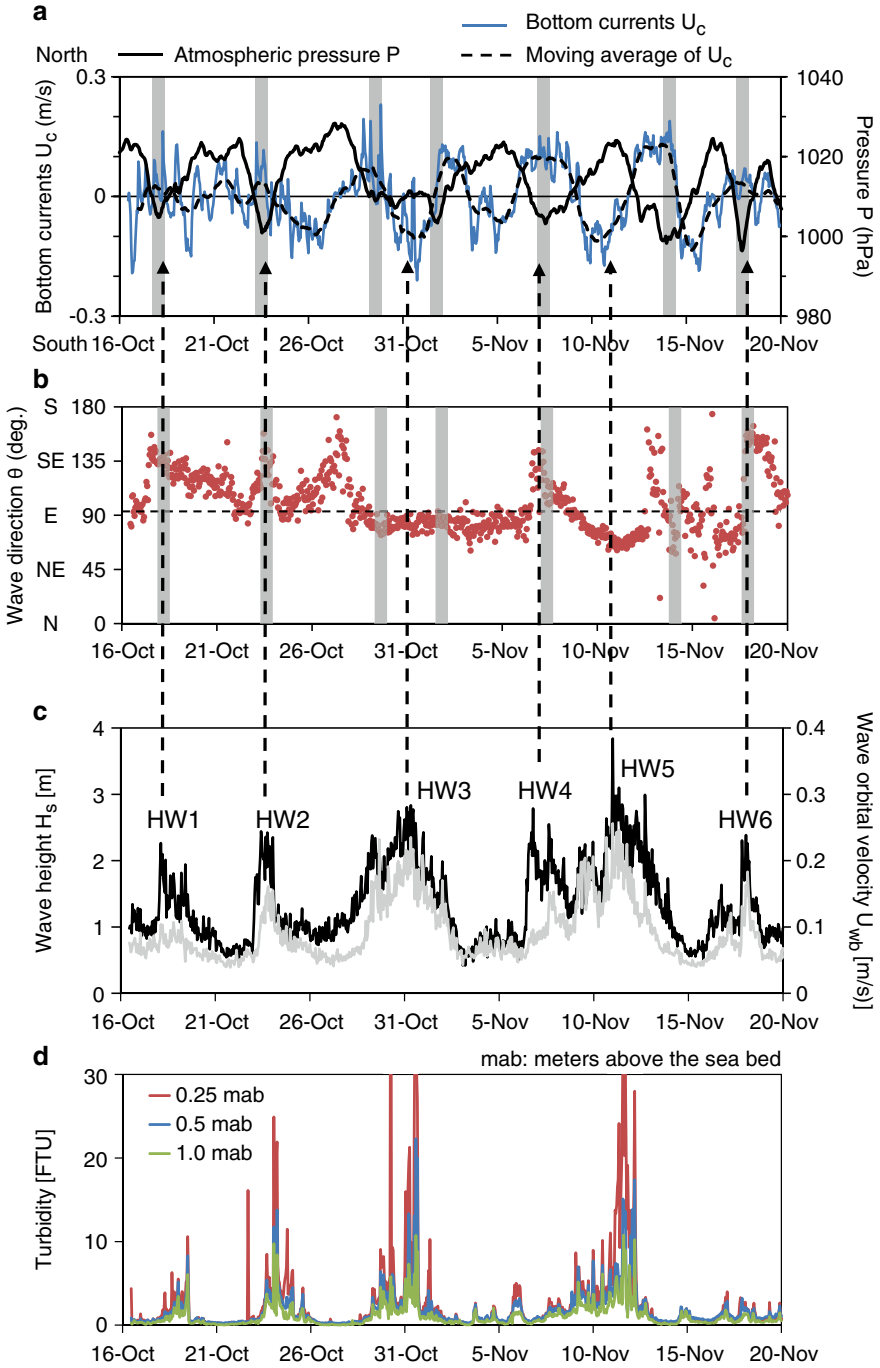 a
Bottom currents Uc
North
Atmospheric pressure P
Moving average of Uc
0.3
1040
1020
0
1000
-0.3
980
Bottom currents Uc (m/s)
Pressure P (hPa)
South 16-Oct 21-Oct 26-Oct 31-Oct 5-Nov 10-Nov 15-Nov 20-Nov
b
S 180
SE 135
E 90
NE 45
N 0
Wave direction θ (deg.)
16-Oct 21-Oct 26-Oct 31-Oct 5-Nov 10-Nov 15-Nov 20-Nov
c
4 0.4
3 0.3
2 0.2
1 0.1
0 0
Wave height Hs [m]
Wave orbital
velocity Uwb [m/s)]
HW1
HW2
HW3
HW4
HW5
HW6
16-Oct 21-Oct 26-Oct 31-Oct 5-Nov 10-Nov 15-Nov 20-Nov
d
mab: meters above the sea bed
30
20
10
0
Turbidity [FTU]
0.25 mab
0.5 mab
1.0 mab
16-Oct 21-Oct 26-Oct 31-Oct 5-Nov 10-Nov 15-Nov 20-Nov